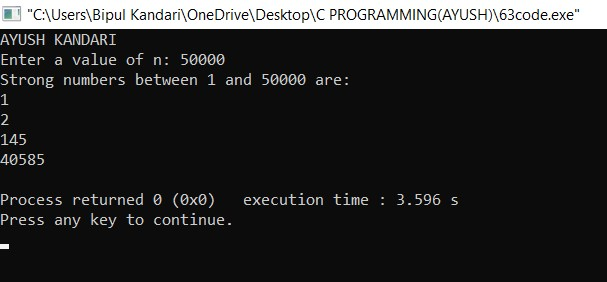 "C:\Users\Bipul Kandari\OneDrive\Desktop\C PROGRAMMING(AYUSH)\63code.exe"
AYUSH KANDARI
Enter a value of n: 50000
Strong numbers between 1 and 50000 are:
1
2
145
40585
Process returned 0 (0x0)   execution time : 3.596 s
Press any key to continue.